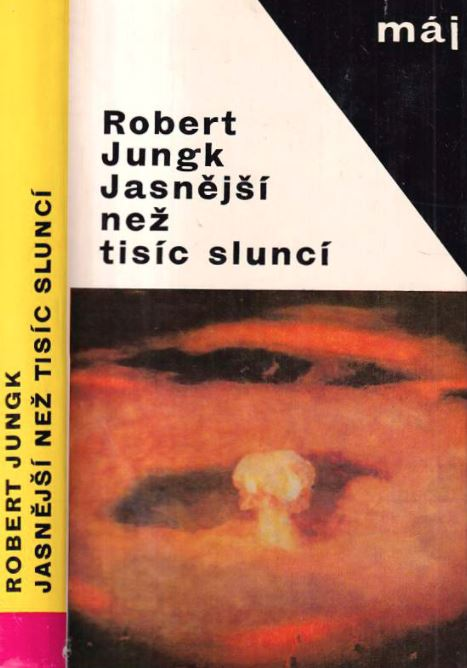 máj
Robert
Jungk
Jasnější
než
tisíc sluncí
ROBERT JUNGK
JASNĚJŠÍ NEŽ TISÍC SLUNCÍ